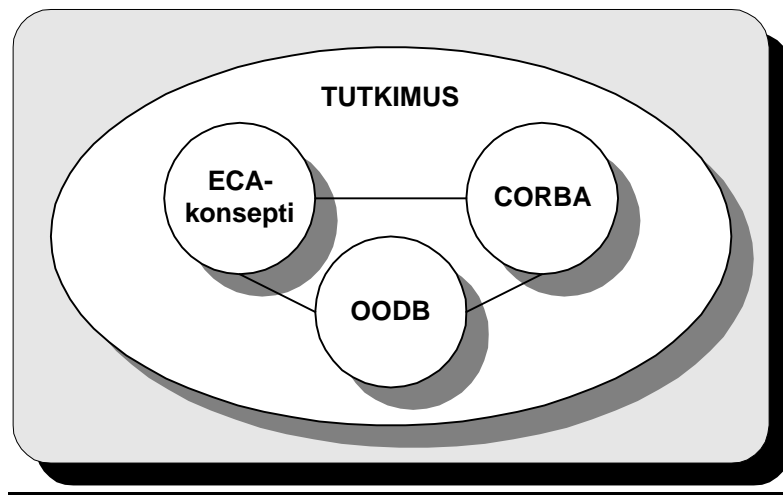 TUTKIMUS
ECA-
konsepti
CORBA
OODB